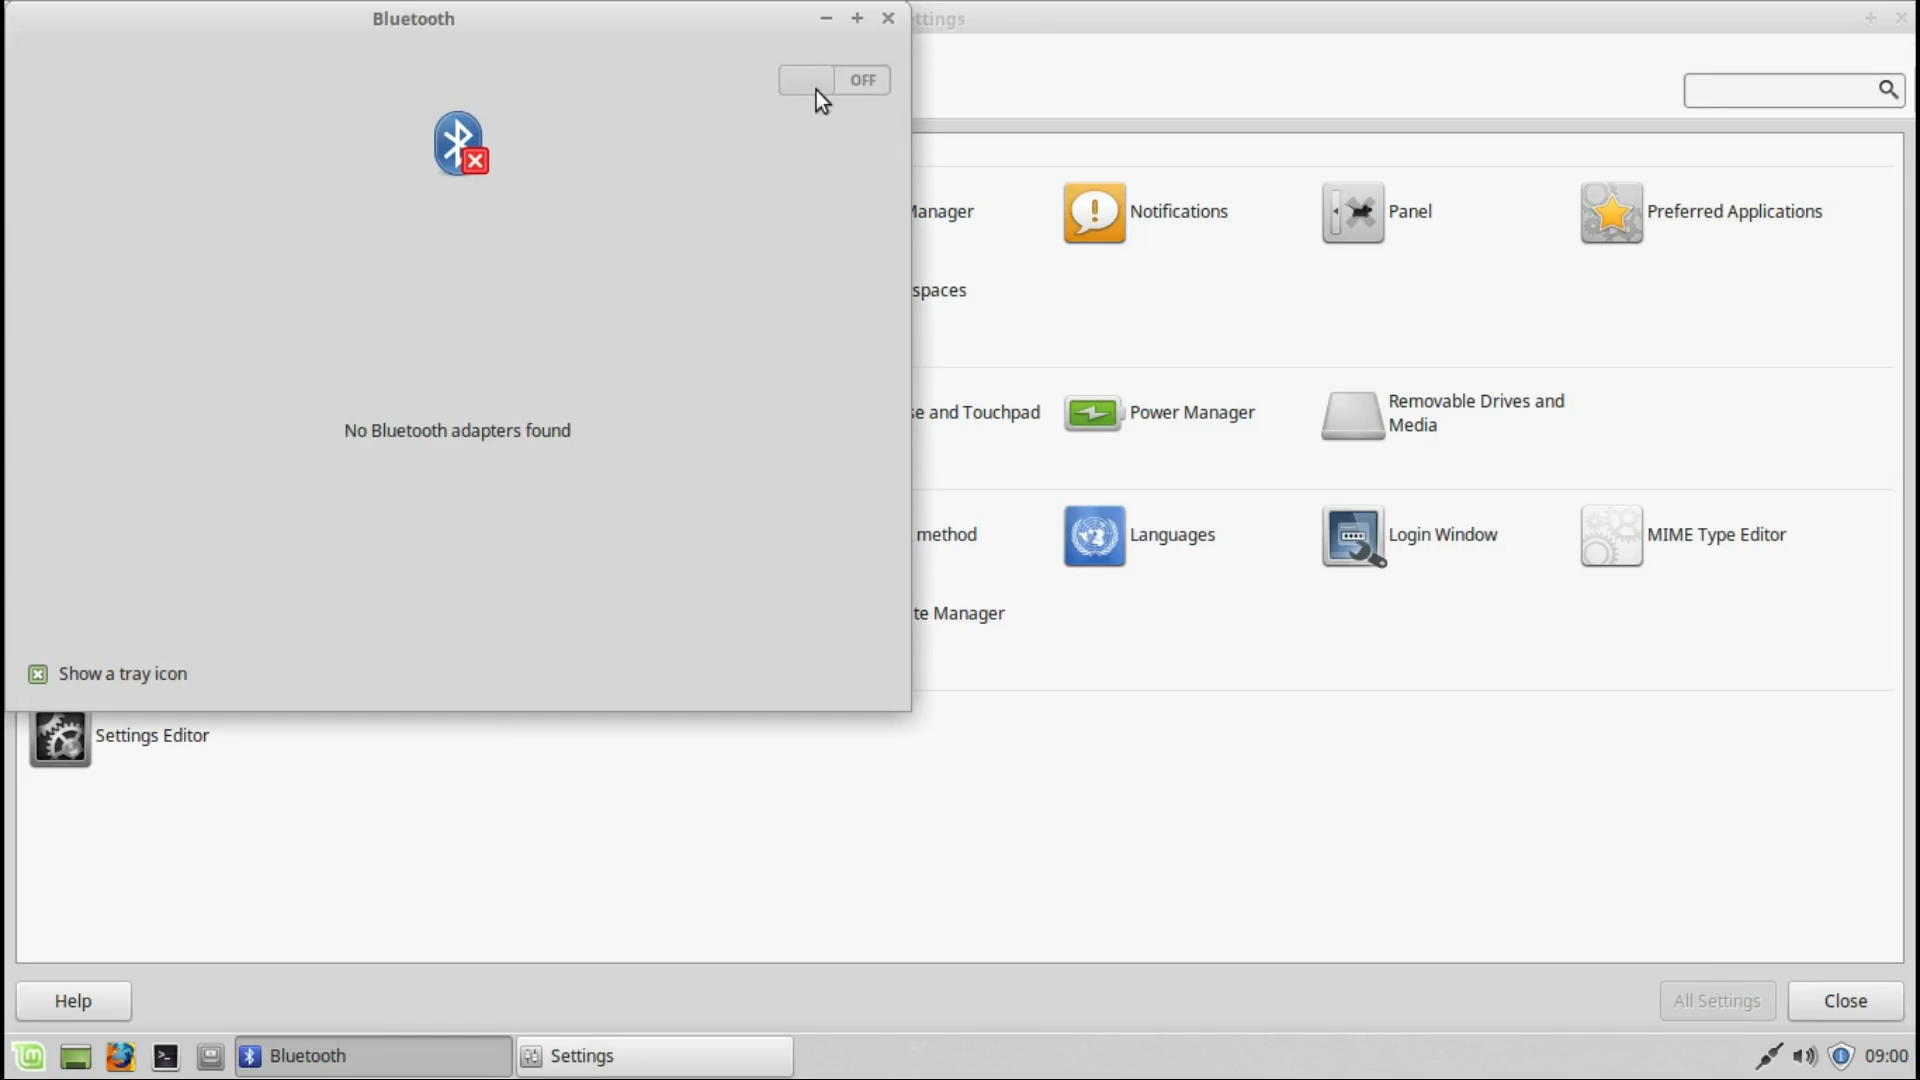 Bluetooth
ttings
OFF
Manager
Notifications
Panel
Preferred Applications
spaces
No Bluetooth adapters found
se and Touchpad
Power Manager
Removable Drives and
Media
method
Languages
Login Window
MIME Type Editor
te Manager
Show a tray icon
Settings Editor
Help
All Settings
Close
Bluetooth
Settings
09:00